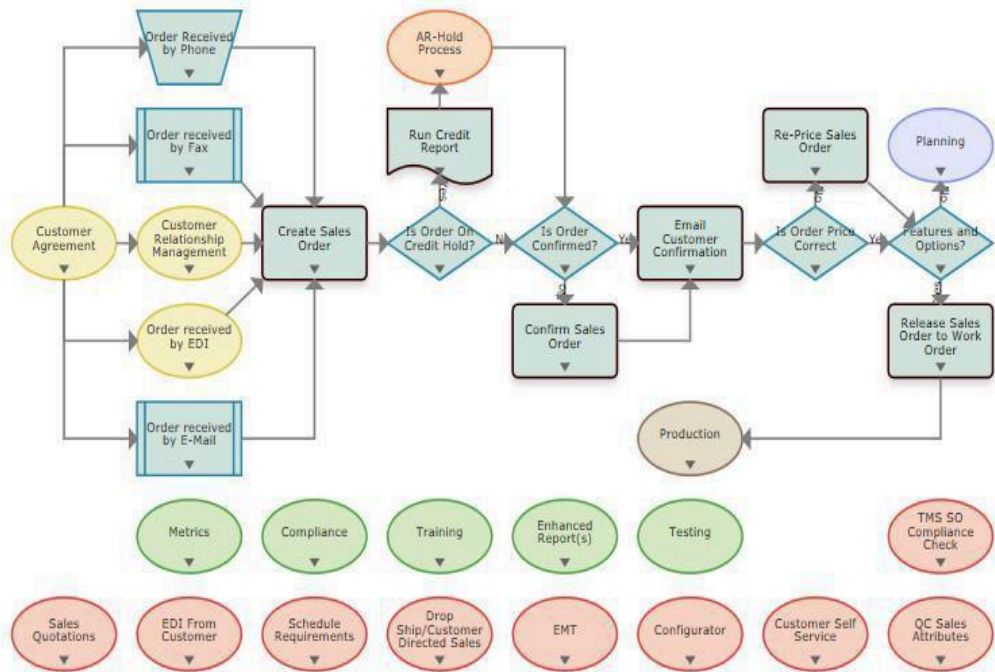 Order Received
by Phone
AR-Hold
Process
Order received
by Fax
Run Credit
Report
Re-Price Sales
Order
Planning
Yes
No
No
Customer
Agreement
Customer
Relationship
Management
Create Sales
Order
Is Order On
Credit Hold?
Is Order
Confirmed?
Email
Customer
Confirmation
Is Order Price
Correct
Features and
Options?
Order received
by EDI
Confirm Sales
Order
Yes
Release Sales
Order to Work
Order
Order received
by E-Mail
Production
Metrics
Compliance
Training
Enhanced
Report(s)
Testing
TMS SO
Compliance
Check
Sales
Quotations
EDI From
Customer
Schedule
Requirements
Drop
Ship/Customer
Directed Sales
EMT
Configurator
Customer Self
Service
QC Sales
Attributes